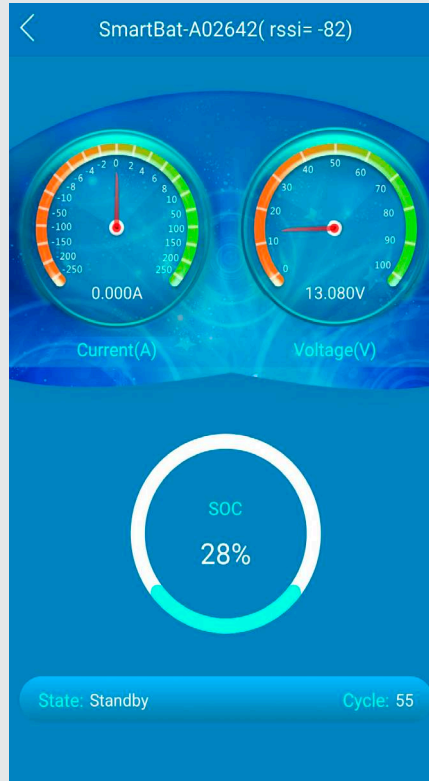 SmartBat-A02642( rssi= -82)
-250 -200 -150 -100 -50 -10 -8 -6 -4 -2 0 2 4 6 8 10 50 100 150 200 250
0.000A
Current(A)
0 10 20 30 40 50 60 70 80 90 100
13.080V
Voltage(V)
SOC
28%
State: Standby
Cycle: 55